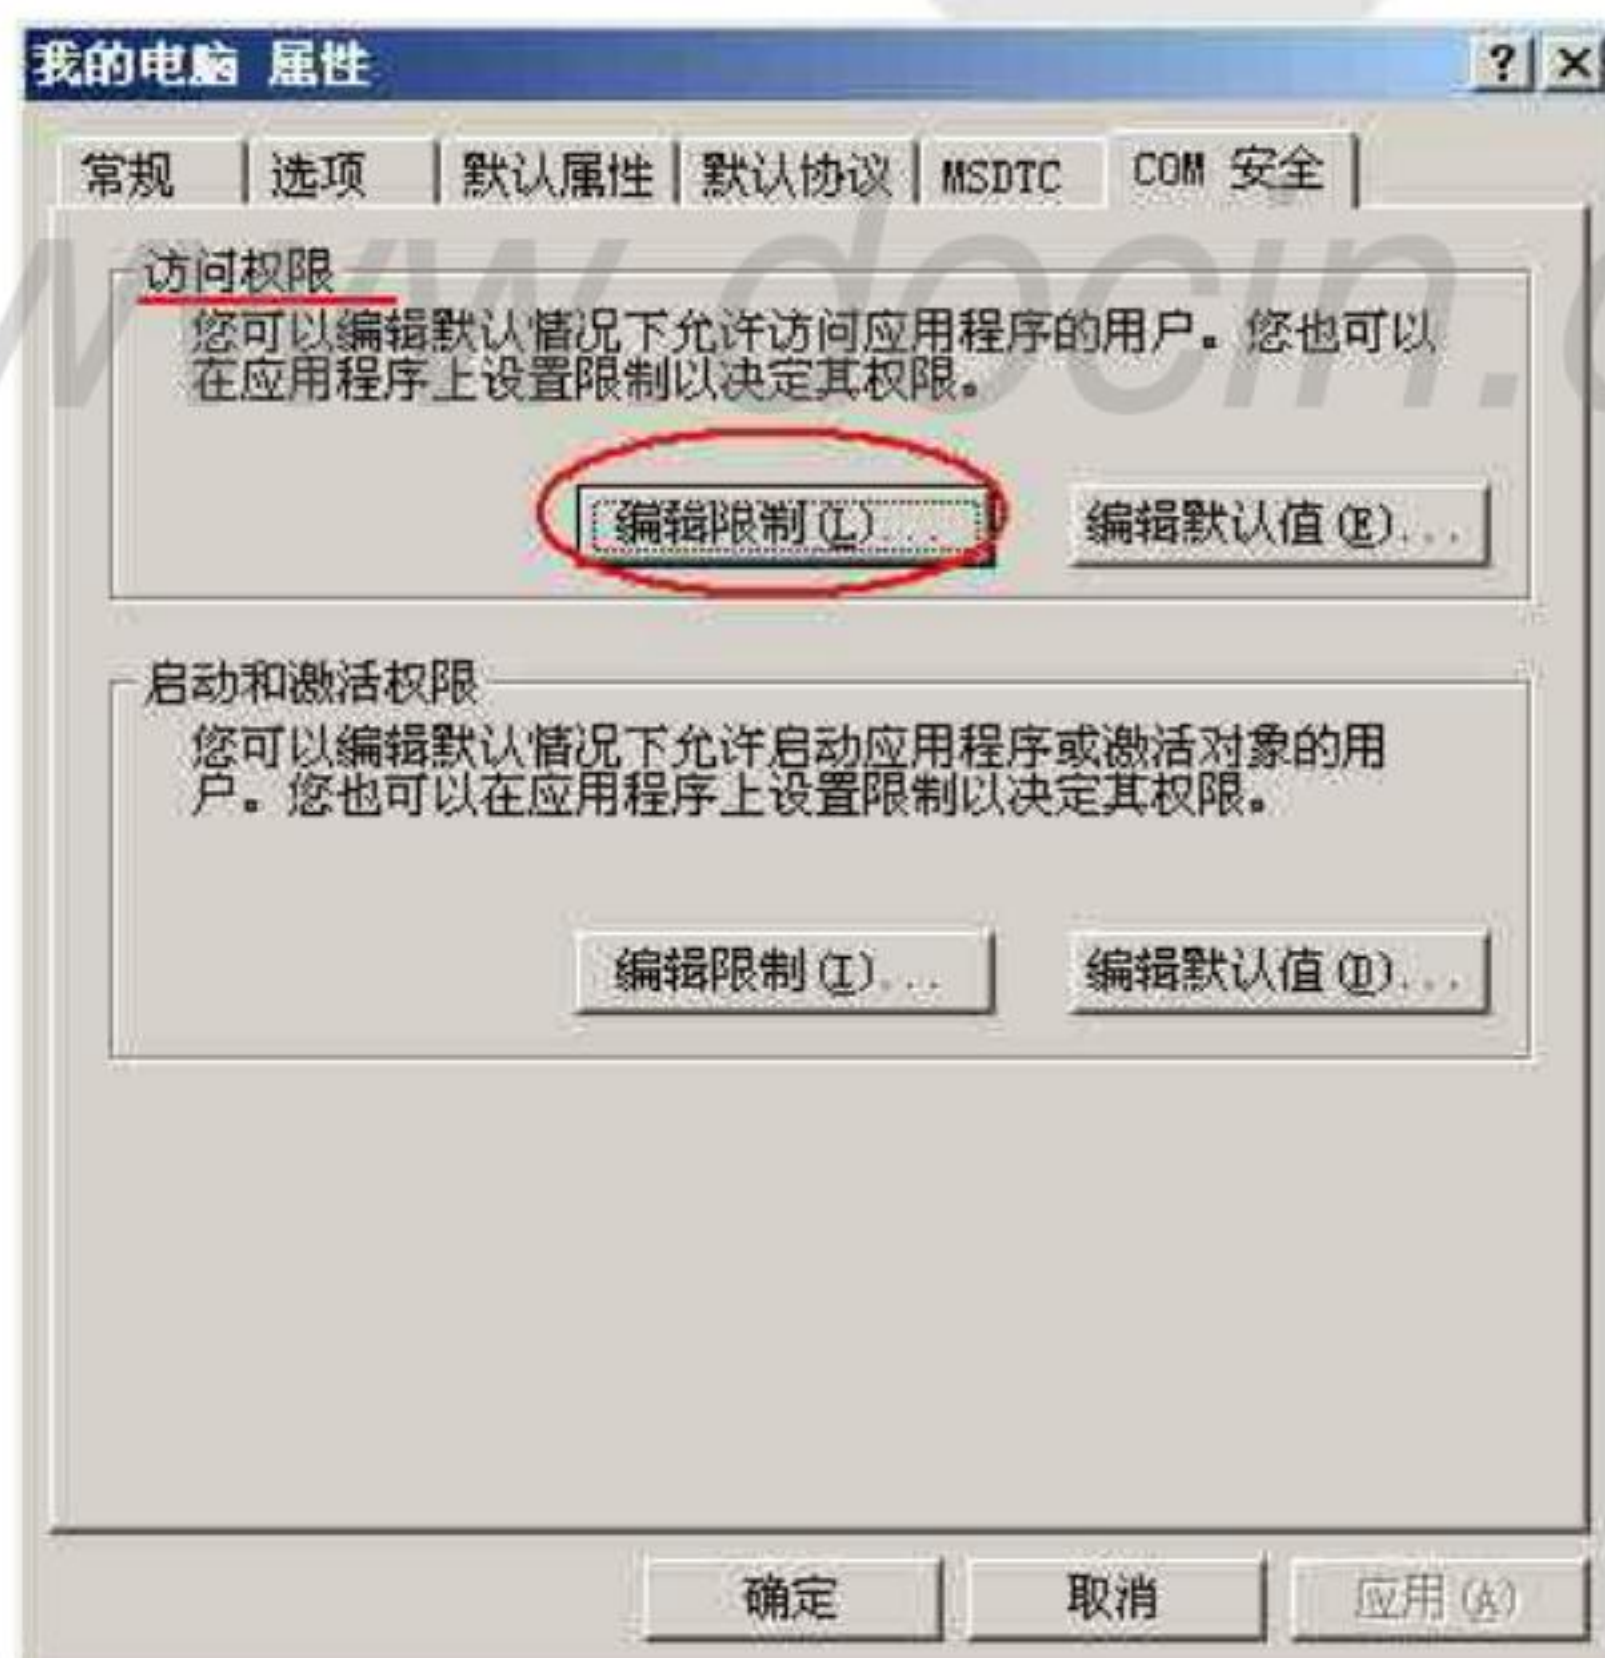 我的电脑 属性
? ×
常规 选项 默认属性 默认协议 MSDTC COM 安全
访问权限
您可以编辑默认情况下允许访问应用程序的用户。您也可以
在应用程序上设置限制以决定其权限。
编辑限制(L)... 编辑默认值(E)...
启动和激活权限
您可以编辑默认情况下允许启动应用程序或激活对象的用
户。您也可以在应用程序上设置限制以决定其权限。
编辑限制(I)... 编辑默认值(D)...
确定 取消 应用(A)
www.docin.c